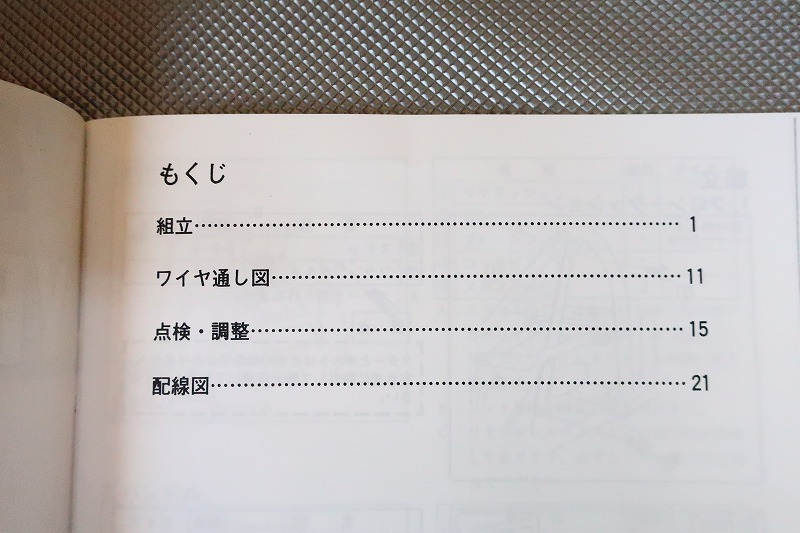 もくじ
組立………………………………………………………………… 1
ワイヤ通し図……………………………………………………… 11
点検・調整………………………………………………………… 15
配線図……………………………………………………………… 21